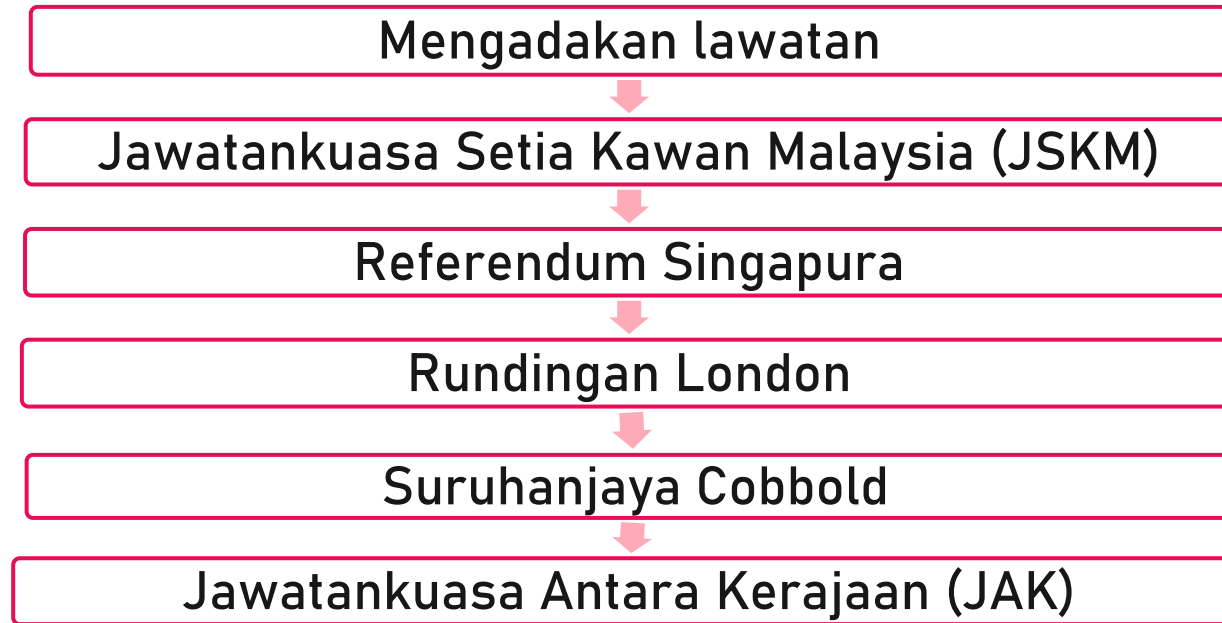 Mengadakan lawatan
Jawatankuasa Setia Kawan Malaysia (JSKM)
Referendum Singapura
Rundingan London
Suruhanjaya Cobbold
Jawatankuasa Antara Kerajaan (JAK)